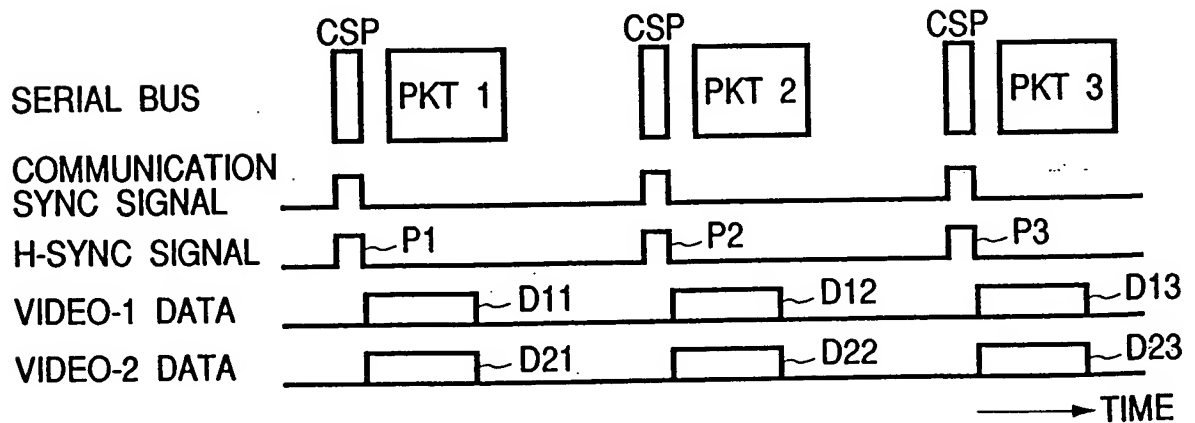 CSP CSP CSP
SERIAL BUS PKT 1 PKT 2 PKT 3
COMMUNICATION
SYNC SIGNAL
H-SYNC SIGNAL P1 P2 P3
VIDEO-1 DATA D11 D12 D13
VIDEO-2 DATA D21 D22 D23
TIME